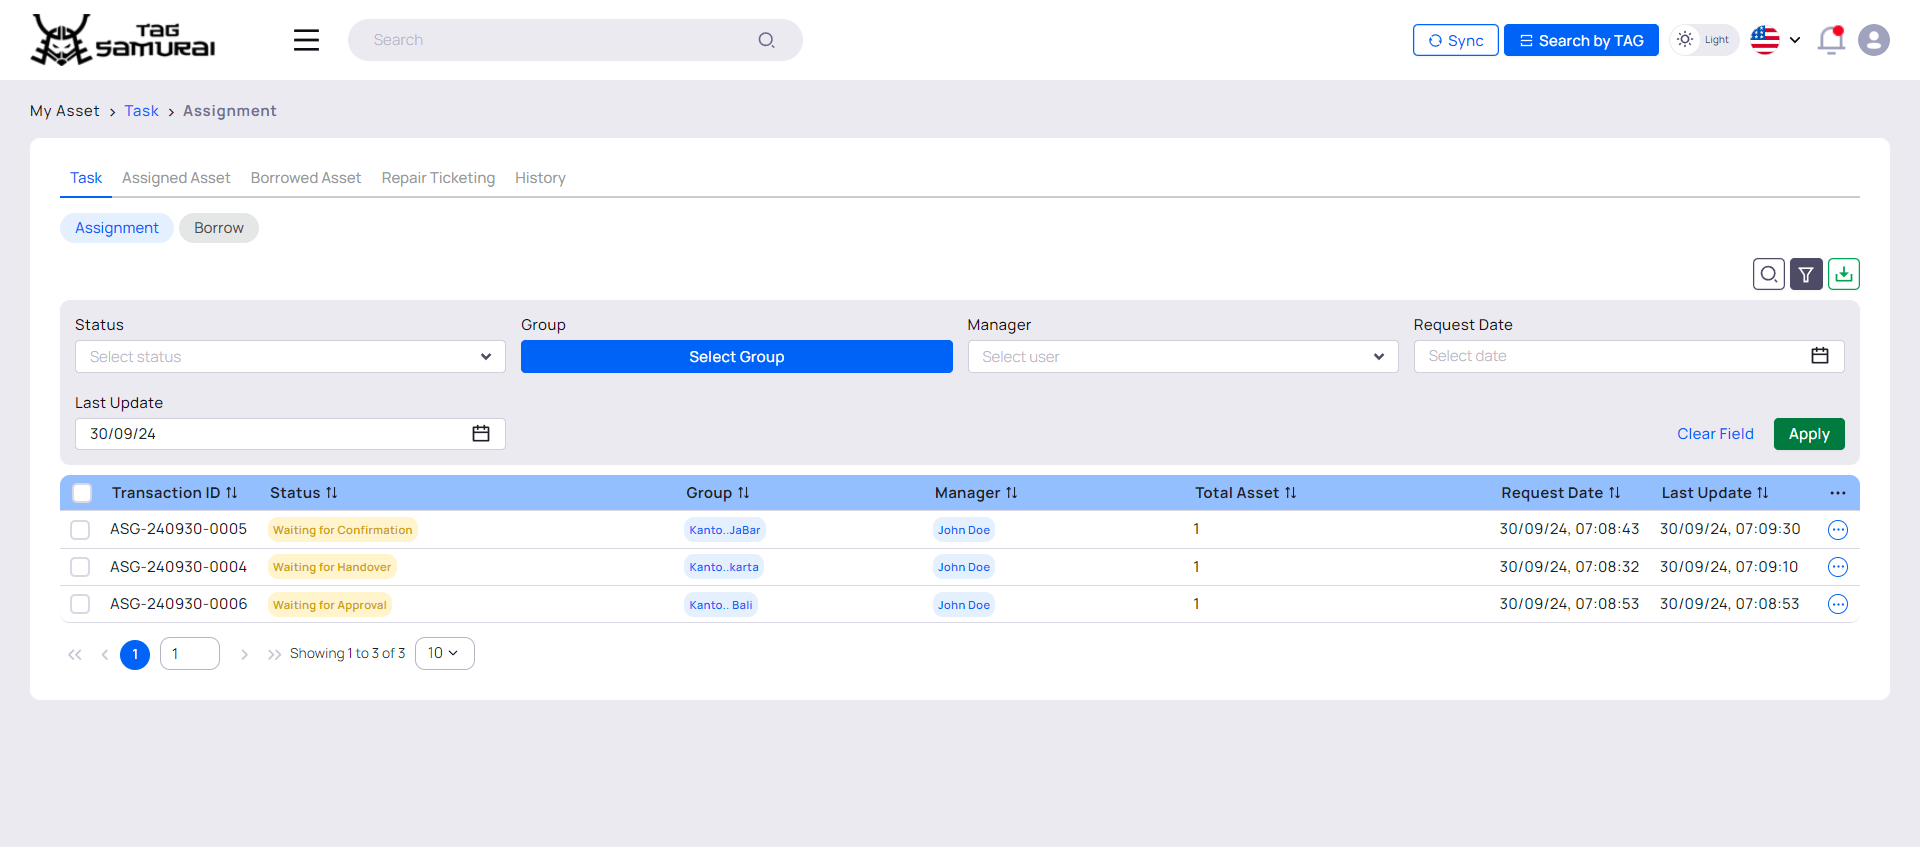 TAG
SAMURAI
Search
Sync
Search by TAG
Light
My Asset > Task > Assignment
Task Assigned Asset Borrowed Asset Repair Ticketing History
Assignment Borrow
Status Group Manager Request Date
Select status Select Group Select user Select date
Last Update
30/09/24 Clear Field Apply
Transaction ID Status Group Manager Total Asset Request Date Last Update ...
ASG-240930-0005 Waiting for Confirmation Kanto..JaBar John Doe 1 30/09/24, 07:08:43 30/09/24, 07:09:30
ASG-240930-0004 Waiting for Handover Kanto..karta John Doe 1 30/09/24, 07:08:32 30/09/24, 07:09:10
ASG-240930-0006 Waiting for Approval Kanto.. Bali John Doe 1 30/09/24, 07:08:53 30/09/24, 07:08:53
1 1 Showing 1 to 3 of 3 10